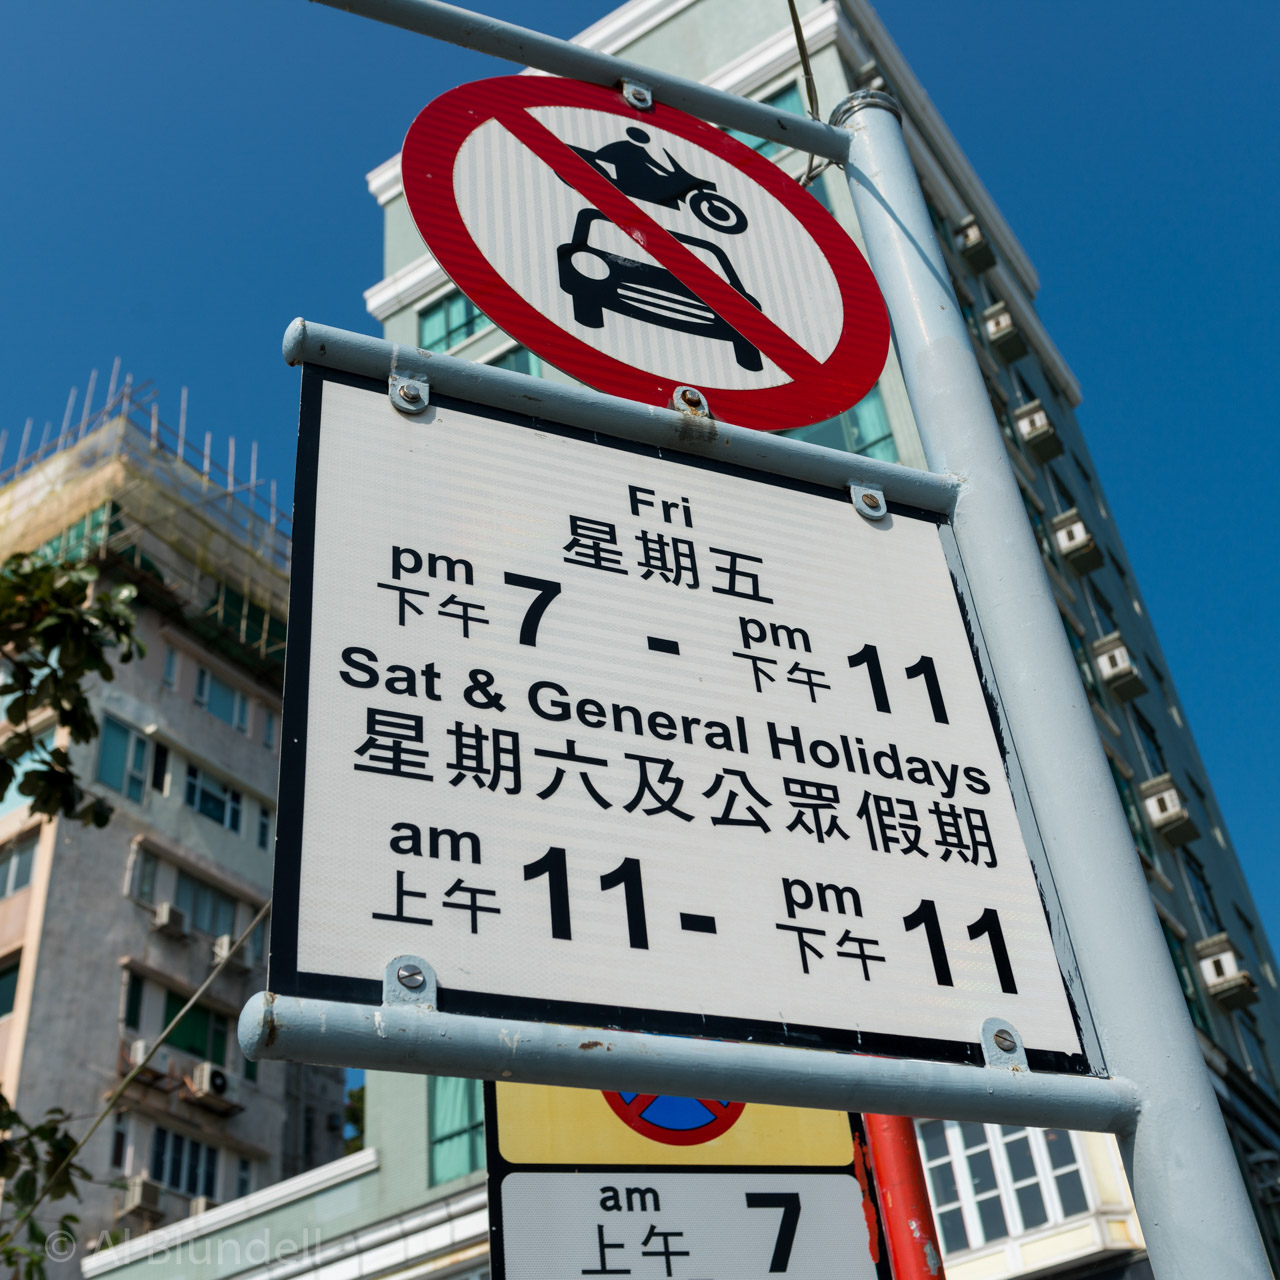 Fri
星期五
pm 下午 7 - pm 下午 11
Sat & General Holidays
星期六及公眾假期
am 上午 11 - pm 下午 11
am 上午 7
© Al Blundell